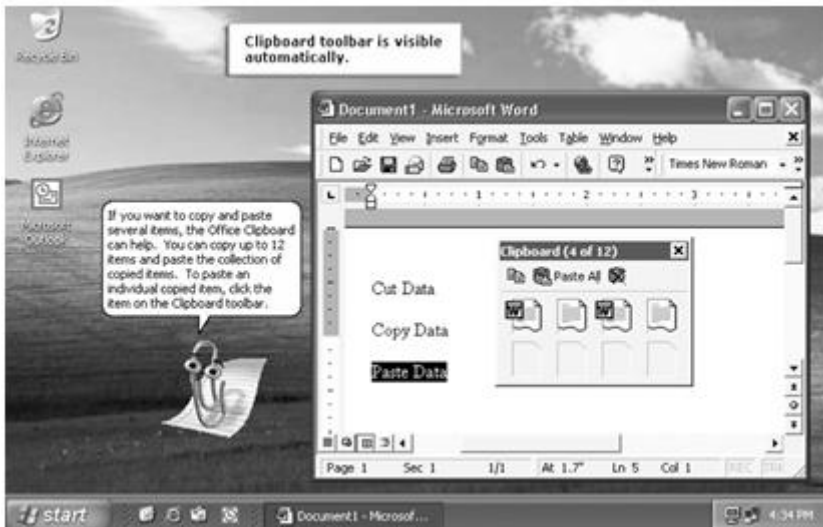 Recycle Bin
Clipboard toolbar is visible
automatically.
Internet
Explorer
Microsoft
Outlook
If you want to copy and paste
several items, the Office Clipboard
can help. You can copy up to 12
items and paste the collection of
copied items. To paste an
individual copied item, click the
item on the Clipboard toolbar.
Document1 - Microsoft Word
File Edit View Insert Format Tools Table Window Help
Times New Roman
1 2 3
Clipboard (4 of 12)
Paste All
Cut Data
Copy Data
Paste Data
Page 1 Sec 1 1/1 At 1.7" Ln 5 Col 1 REC
start
Document1 - Microsof...
4:34 PM